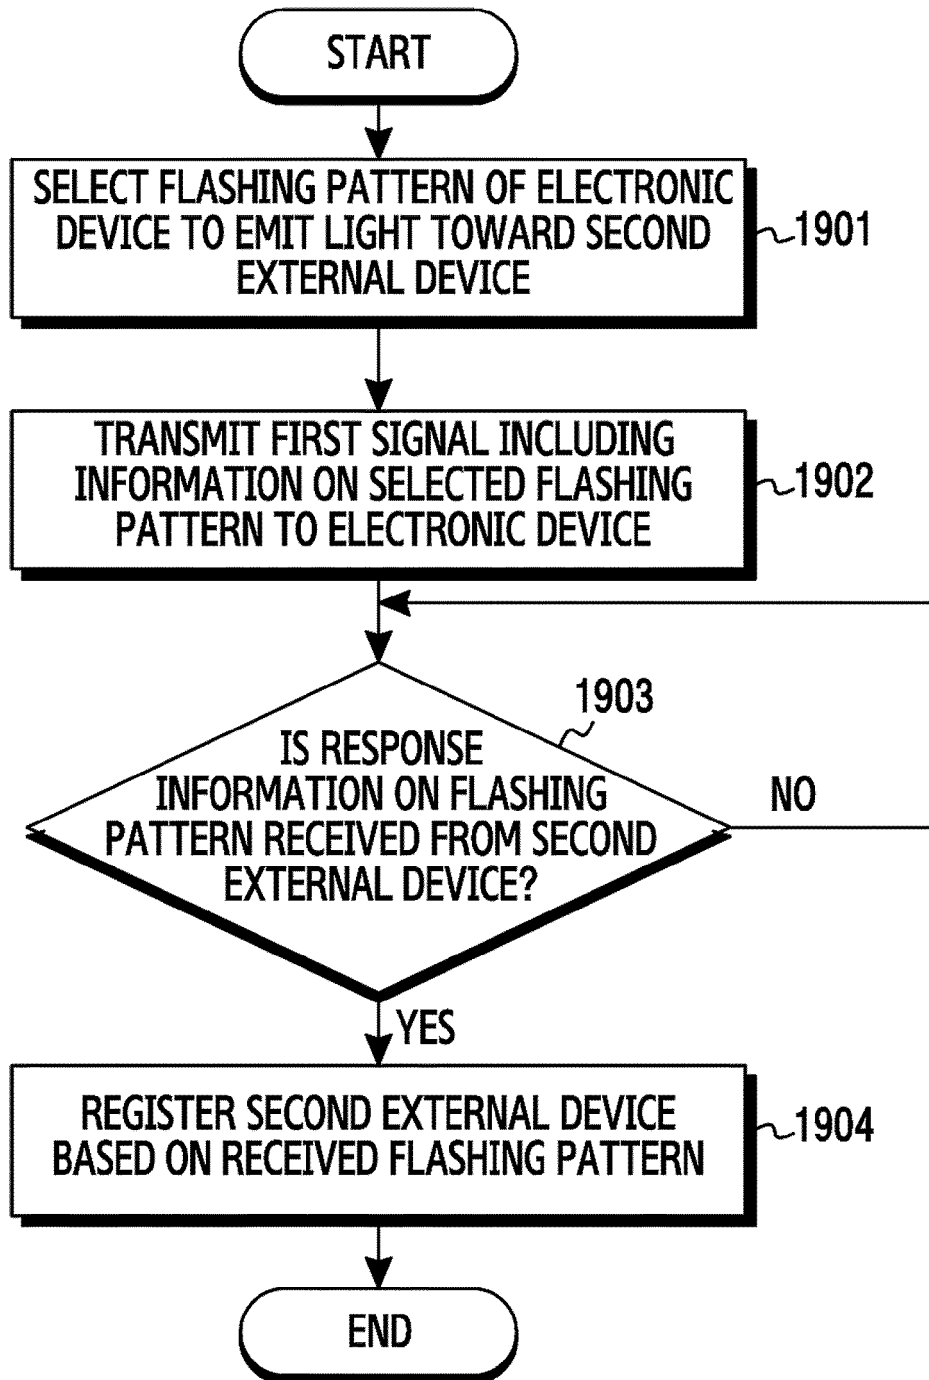 START
SELECT FLASHING PATTERN OF ELECTRONIC
DEVICE TO EMIT LIGHT TOWARD SECOND
EXTERNAL DEVICE
1901
TRANSMIT FIRST SIGNAL INCLUDING
INFORMATION ON SELECTED FLASHING
PATTERN TO ELECTRONIC DEVICE
1902
1903
IS RESPONSE
INFORMATION ON FLASHING
PATTERN RECEIVED FROM SECOND
EXTERNAL DEVICE?
NO
YES
REGISTER SECOND EXTERNAL DEVICE
BASED ON RECEIVED FLASHING PATTERN
1904
END